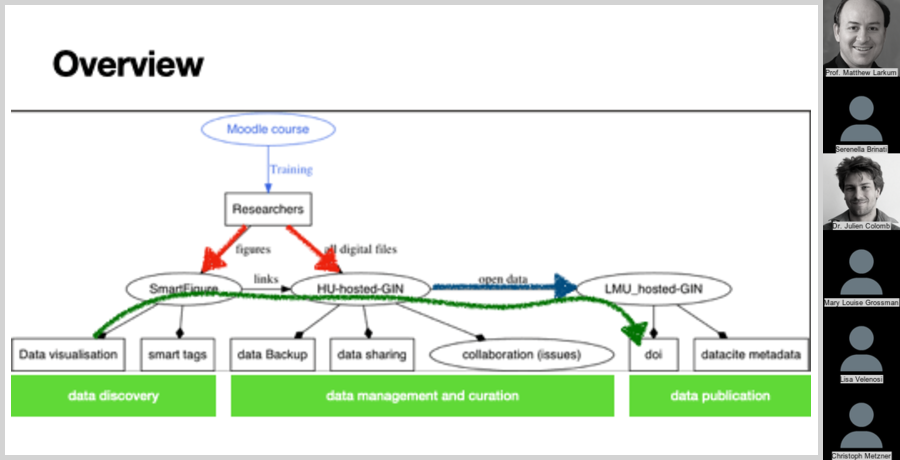 Overview
Moodle course
Training
Researchers
figures
all digital files
SmartFigure
links
HU-hosted-GIN
open data
LMU_hosted-GIN
Data visualisation
smart tags
data Backup
data sharing
collaboration (issues)
doi
datacite metadata
data discovery
data management and curation
data publication
Prof. Matthew Larkum
Serenella Brinati
Dr. Julien Colomb
Mary Louise Grossman
Lisa Velenosi
Christoph Metzner